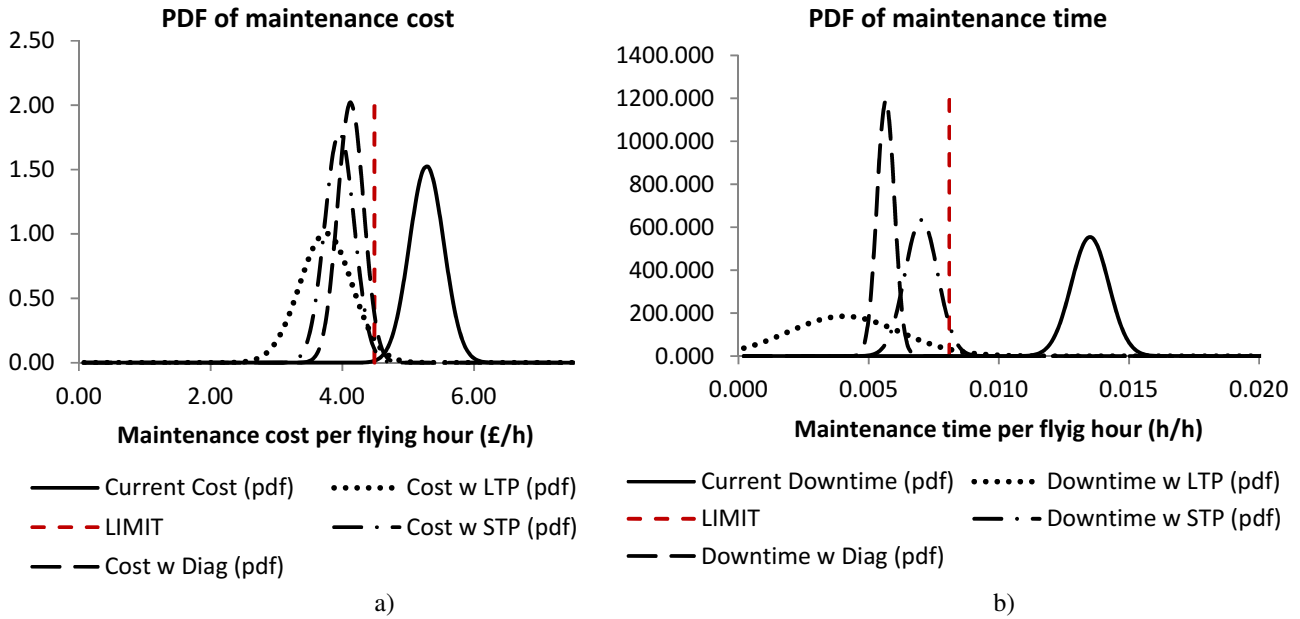 PDF of maintenance cost
2.50
2.00
1.50
1.00
0.50
0.00
0.00 2.00 4.00 6.00
Maintenance cost per flying hour (£/h)
Current Cost (pdf) Cost w LTP (pdf)
LIMIT Cost w STP (pdf)
Cost w Diag (pdf)
a)
PDF of maintenance time
1400.000
1200.000
1000.000
800.000
600.000
400.000
200.000
0.000
0.000 0.005 0.010 0.015 0.020
Maintenance time per flyig hour (h/h)
Current Downtime (pdf) Downtime w LTP (pdf)
LIMIT Downtime w STP (pdf)
Downtime w Diag (pdf)
b)